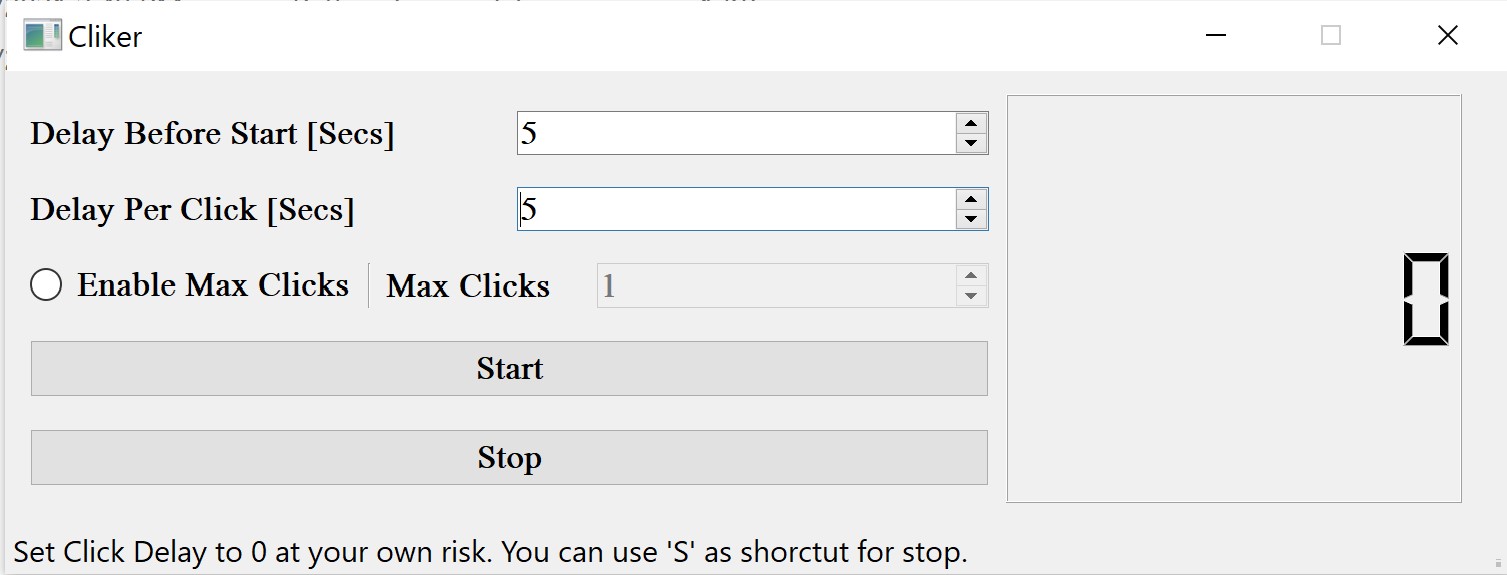 Cliker
Delay Before Start [Secs] 5
Delay Per Click [Secs] 5
Enable Max Clicks Max Clicks 1
0
Start
Stop
Set Click Delay to 0 at your own risk. You can use 'S' as shorctut for stop.